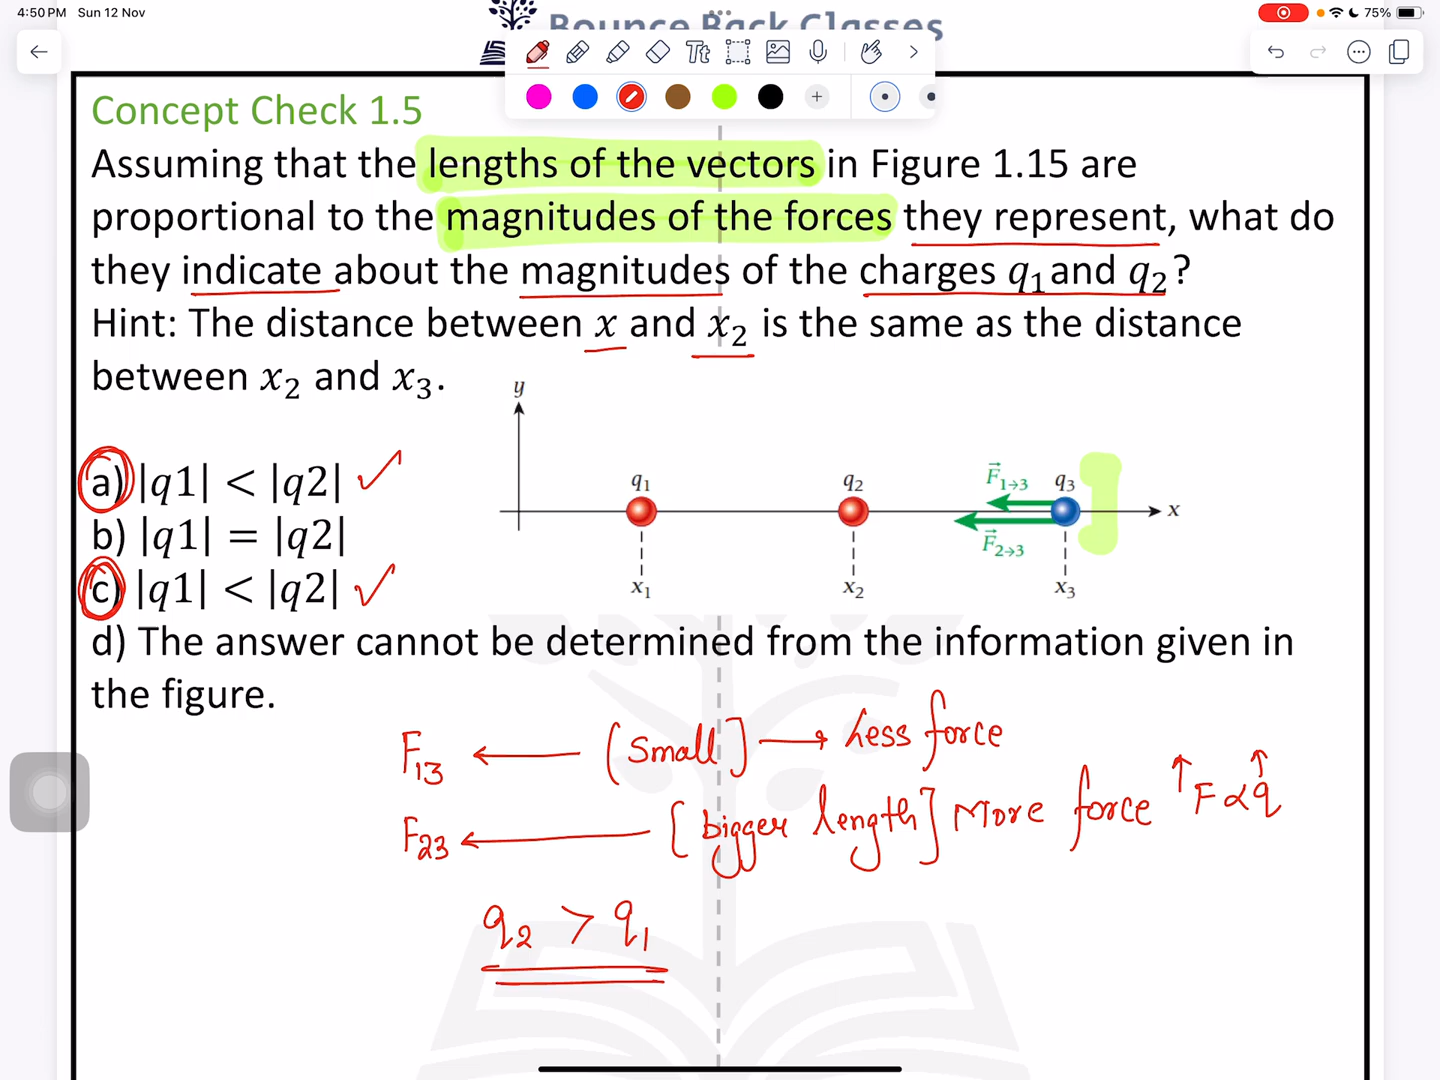 4:50 PM Sun 12 Nov
75%
Bounce Back Classes
Tt
Concept Check 1.5
Assuming that the lengths of the vectors in Figure 1.15 are
proportional to the magnitudes of the forces they represent, what do
they indicate about the magnitudes of the charges q1 and q2?
Hint: The distance between x and x2 is the same as the distance
between x2 and x3.
y
a) |q1| < |q2| ✓
b) |q1| = |q2|
c) |q1| < |q2| ✓
q1 q2 F⃗1→3 q3
x
F⃗2→3
x1 x2 x3
d) The answer cannot be determined from the information given in
the figure.
F13 ← (Small] → Less force
F23 ← [bigger length] More force ↑F∝q↑
q2 > q1